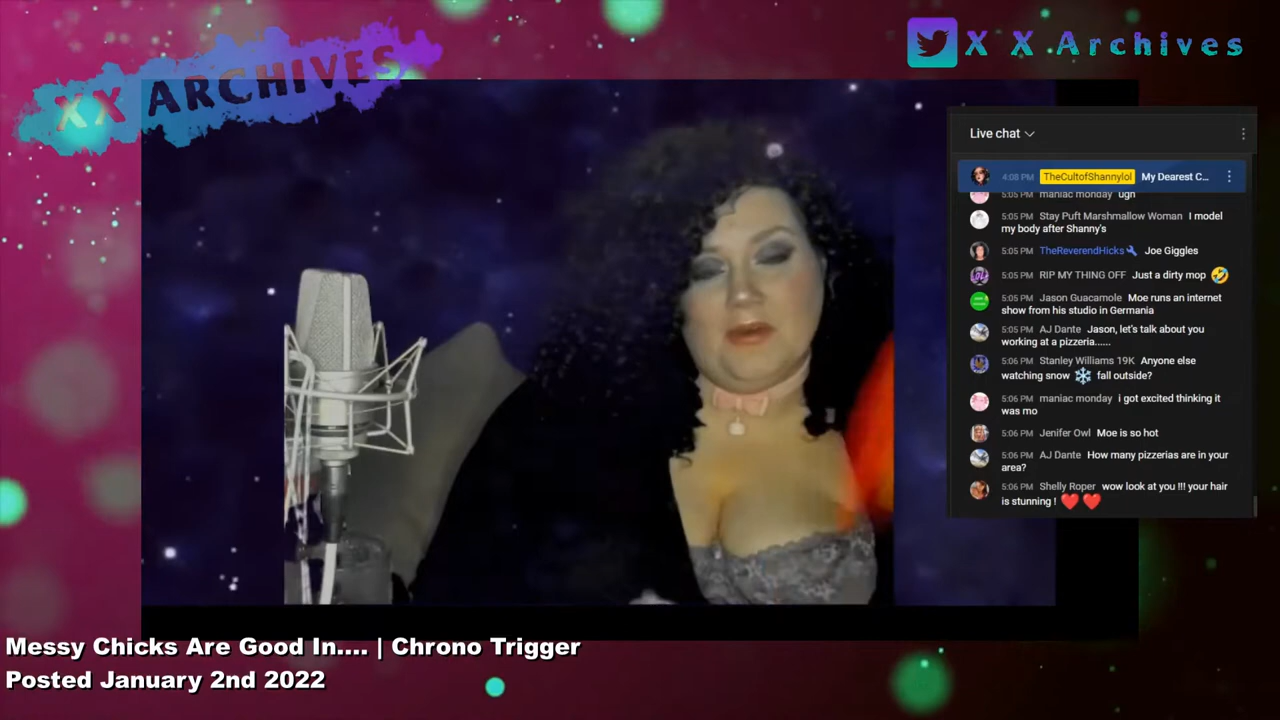 XX ARCHIVES
X X Archives
Live chat
4:08 PM TheCultofShannylol My Dearest C...
5:05 PM maniac monday ugh
5:05 PM Stay Puft Marshmallow Woman I model
my body after Shanny's
5:05 PM TheReverendHicks Joe Giggles
5:05 PM RIP MY THING OFF Just a dirty mop 🤣
5:05 PM Jason Guacamole Moe runs an internet
show from his studio in Germania
5:05 PM AJ Dante Jason, let's talk about you
working at a pizzeria......
5:06 PM Stanley Williams 19K Anyone else
watching snow ❄️ fall outside?
5:06 PM maniac monday i got excited thinking it
was mo
5:06 PM Jenifer Owl Moe is so hot
5:06 PM AJ Dante How many pizzerias are in your
area?
5:06 PM Shelly Roper wow look at you !!! your hair
is stunning ! ❤️❤️
Messy Chicks Are Good In.... | Chrono Trigger
Posted January 2nd 2022